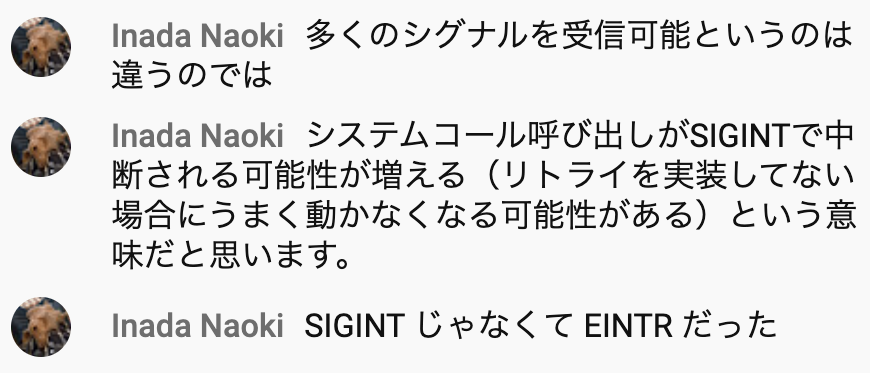 Inada Naoki 多くのシグナルを受信可能というのは
違うのでは
Inada Naoki システムコール呼び出しがSIGINTで中
断される可能性が増える（リトライを実装してない
場合にうまく動かなくなる可能性がある）という意
味だと思います。
Inada Naoki SIGINT じゃなくて EINTR だった